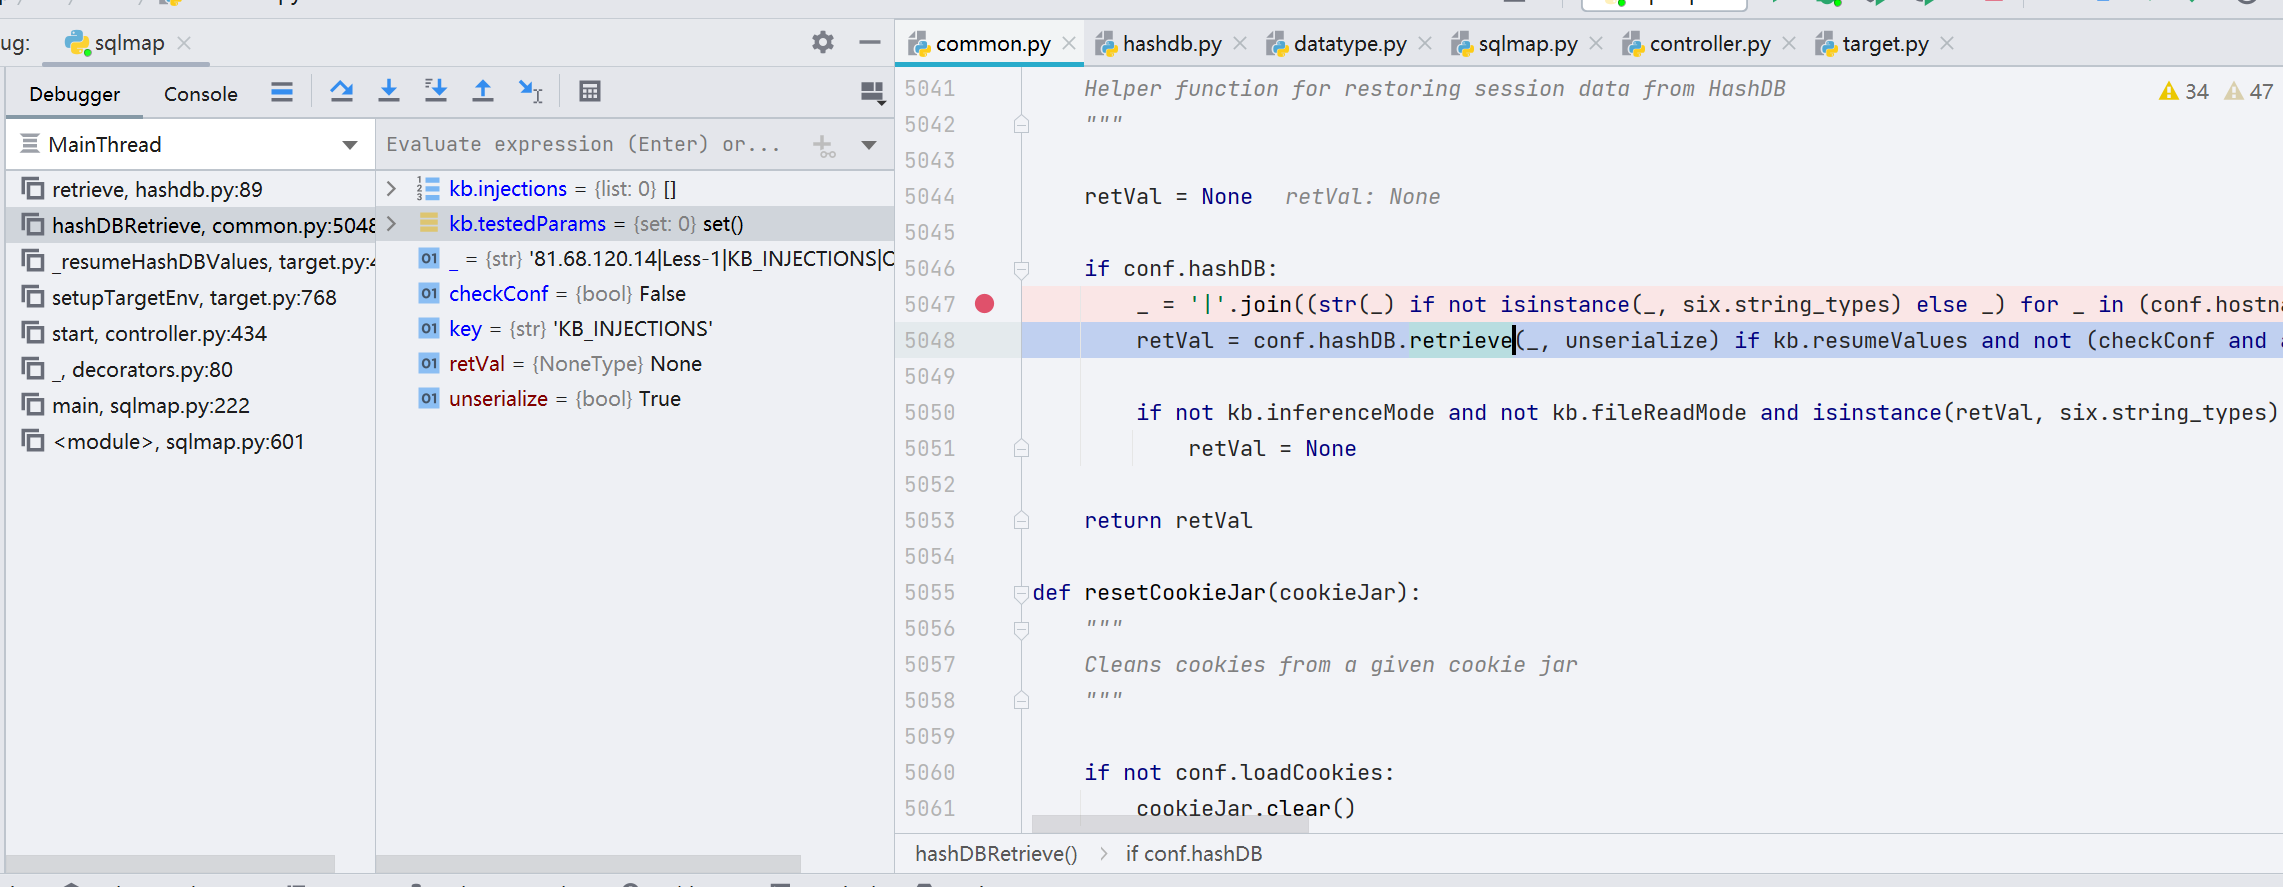 ug: sqlmap
Debugger Console
MainThread
retrieve, hashdb.py:89
hashDBRetrieve, common.py:5048
_resumeHashDBValues, target.py:4
setupTargetEnv, target.py:768
start, controller.py:434
_, decorators.py:80
main, sqlmap.py:222
<module>, sqlmap.py:601
Evaluate expression (Enter) or...
kb.injections = {list: 0} []
kb.testedParams = {set: 0} set()
_ = {str} '81.68.120.14|Less-1|KB_INJECTIONS|C
checkConf = {bool} False
key = {str} 'KB_INJECTIONS'
retVal = {NoneType} None
unserialize = {bool} True
common.py hashdb.py datatype.py sqlmap.py controller.py target.py
34 47
5041 Helper function for restoring session data from HashDB
5042 """
5043
5044 retVal = None retVal: None
5045
5046 if conf.hashDB:
5047 _ = '|'.join((str(_) if not isinstance(_, six.string_types) else _) for _ in (conf.hostna
5048 retVal = conf.hashDB.retrieve(_, unserialize) if kb.resumeValues and not (checkConf and a
5049
5050 if not kb.inferenceMode and not kb.fileReadMode and isinstance(retVal, six.string_types)
5051 retVal = None
5052
5053 return retVal
5054
5055 def resetCookieJar(cookieJar):
5056 """
5057 Cleans cookies from a given cookie jar
5058 """
5059
5060 if not conf.loadCookies:
5061 cookieJar.clear()
hashDBRetrieve() > if conf.hashDB